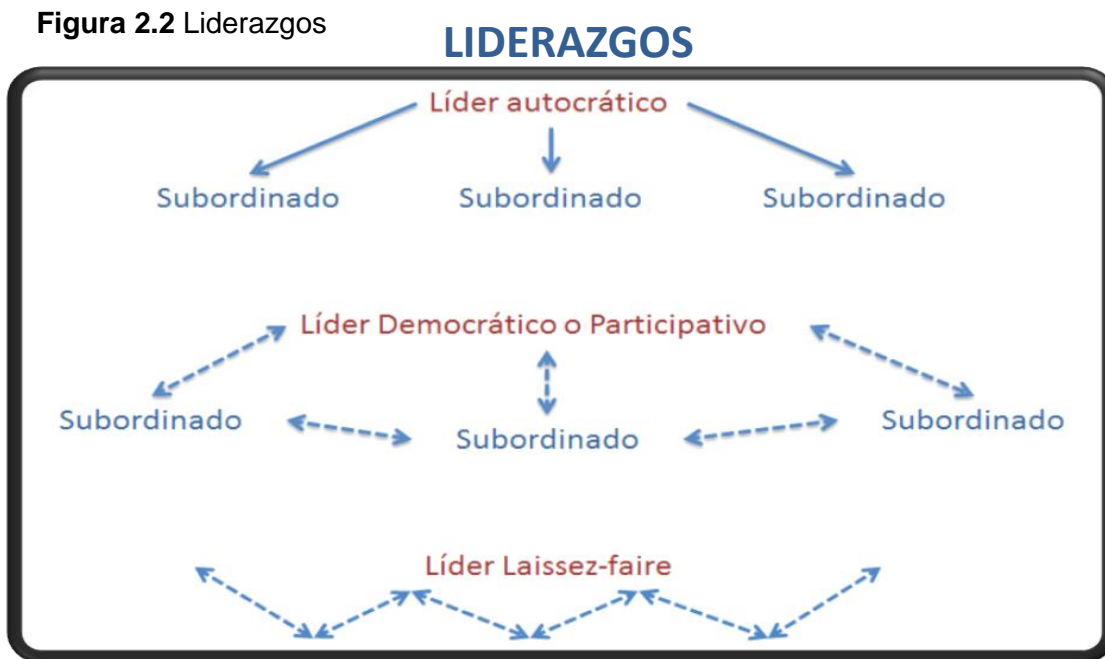 Figura 2.2 Liderazgos
LIDERAZGOS
Líder autocrático
Subordinado Subordinado Subordinado
Líder Democrático o Participativo
Subordinado Subordinado Subordinado
Líder Laissez-faire